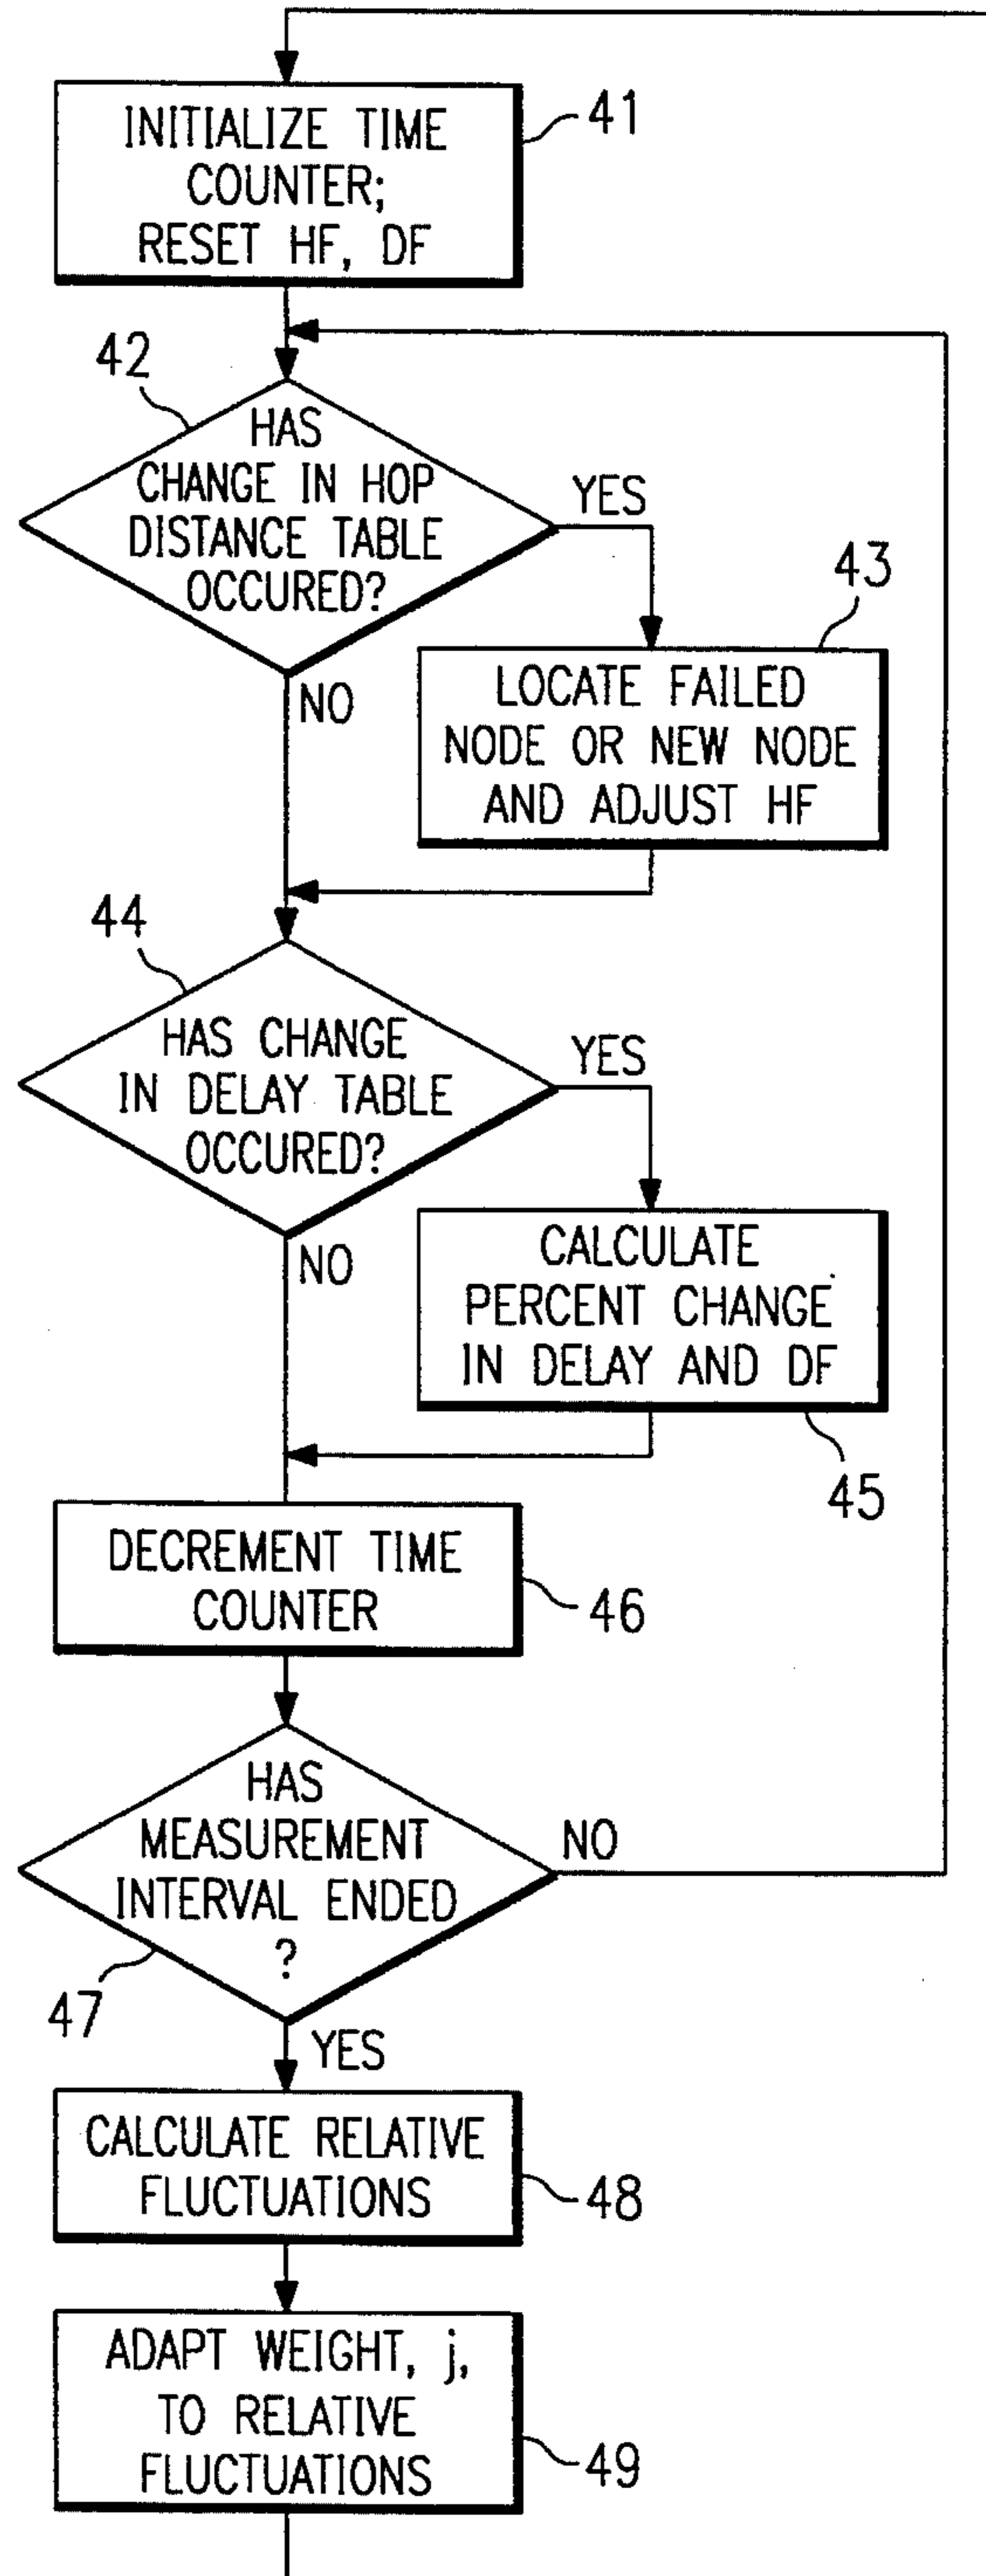 INITIALIZE TIME
COUNTER;
RESET HF, DF
41
42
HAS
CHANGE IN HOP
DISTANCE TABLE
OCCURED?
YES
NO
43
LOCATE FAILED
NODE OR NEW NODE
AND ADJUST HF
44
HAS CHANGE
IN DELAY TABLE
OCCURED?
YES
NO
CALCULATE
PERCENT CHANGE
IN DELAY AND DF
45
DECREMENT TIME
COUNTER
46
HAS
MEASUREMENT
INTERVAL ENDED
?
NO
47
YES
CALCULATE RELATIVE
FLUCTUATIONS
48
ADAPT WEIGHT, j,
TO RELATIVE
FLUCTUATIONS
49